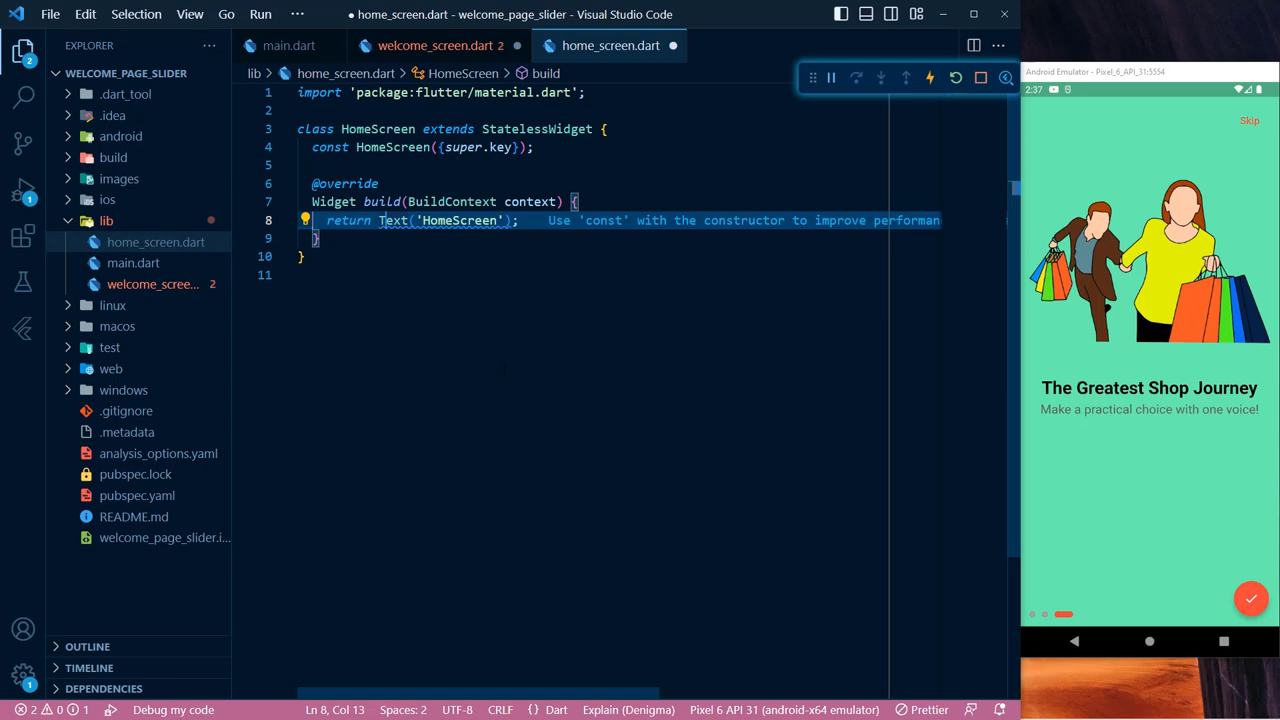 File Edit Selection View Go Run ··· ● home_screen.dart - welcome_page_slider - Visual Studio Code
EXPLORER ···
main.dart
welcome_screen.dart 2 ●
home_screen.dart ●
WELCOME_PAGE_SLIDER
.dart_tool
.idea
android
build
images
ios
lib
home_screen.dart
main.dart
welcome_scree... 2
linux
macos
test
web
windows
.gitignore
.metadata
analysis_options.yaml
pubspec.lock
pubspec.yaml
README.md
welcome_page_slider.i...
OUTLINE
TIMELINE
DEPENDENCIES
2
1
1
lib > home_screen.dart > HomeScreen > build
1 import 'package:flutter/material.dart';
2
3 class HomeScreen extends StatelessWidget {
4 const HomeScreen({super.key});
5
6 @override
7 Widget build(BuildContext context) {
8 return Text('HomeScreen'); Use 'const' with the constructor to improve performan
9 }
10 }
11
Android Emulator - Pixel_6_API_31:5554
2:37
Skip
The Greatest Shop Journey
Make a practical choice with one voice!
2 0 1 Debug my code Ln 8, Col 13 Spaces: 2 UTF-8 CRLF {} Dart Explain (Denigma) Pixel 6 API 31 (android-x64 emulator) Prettier